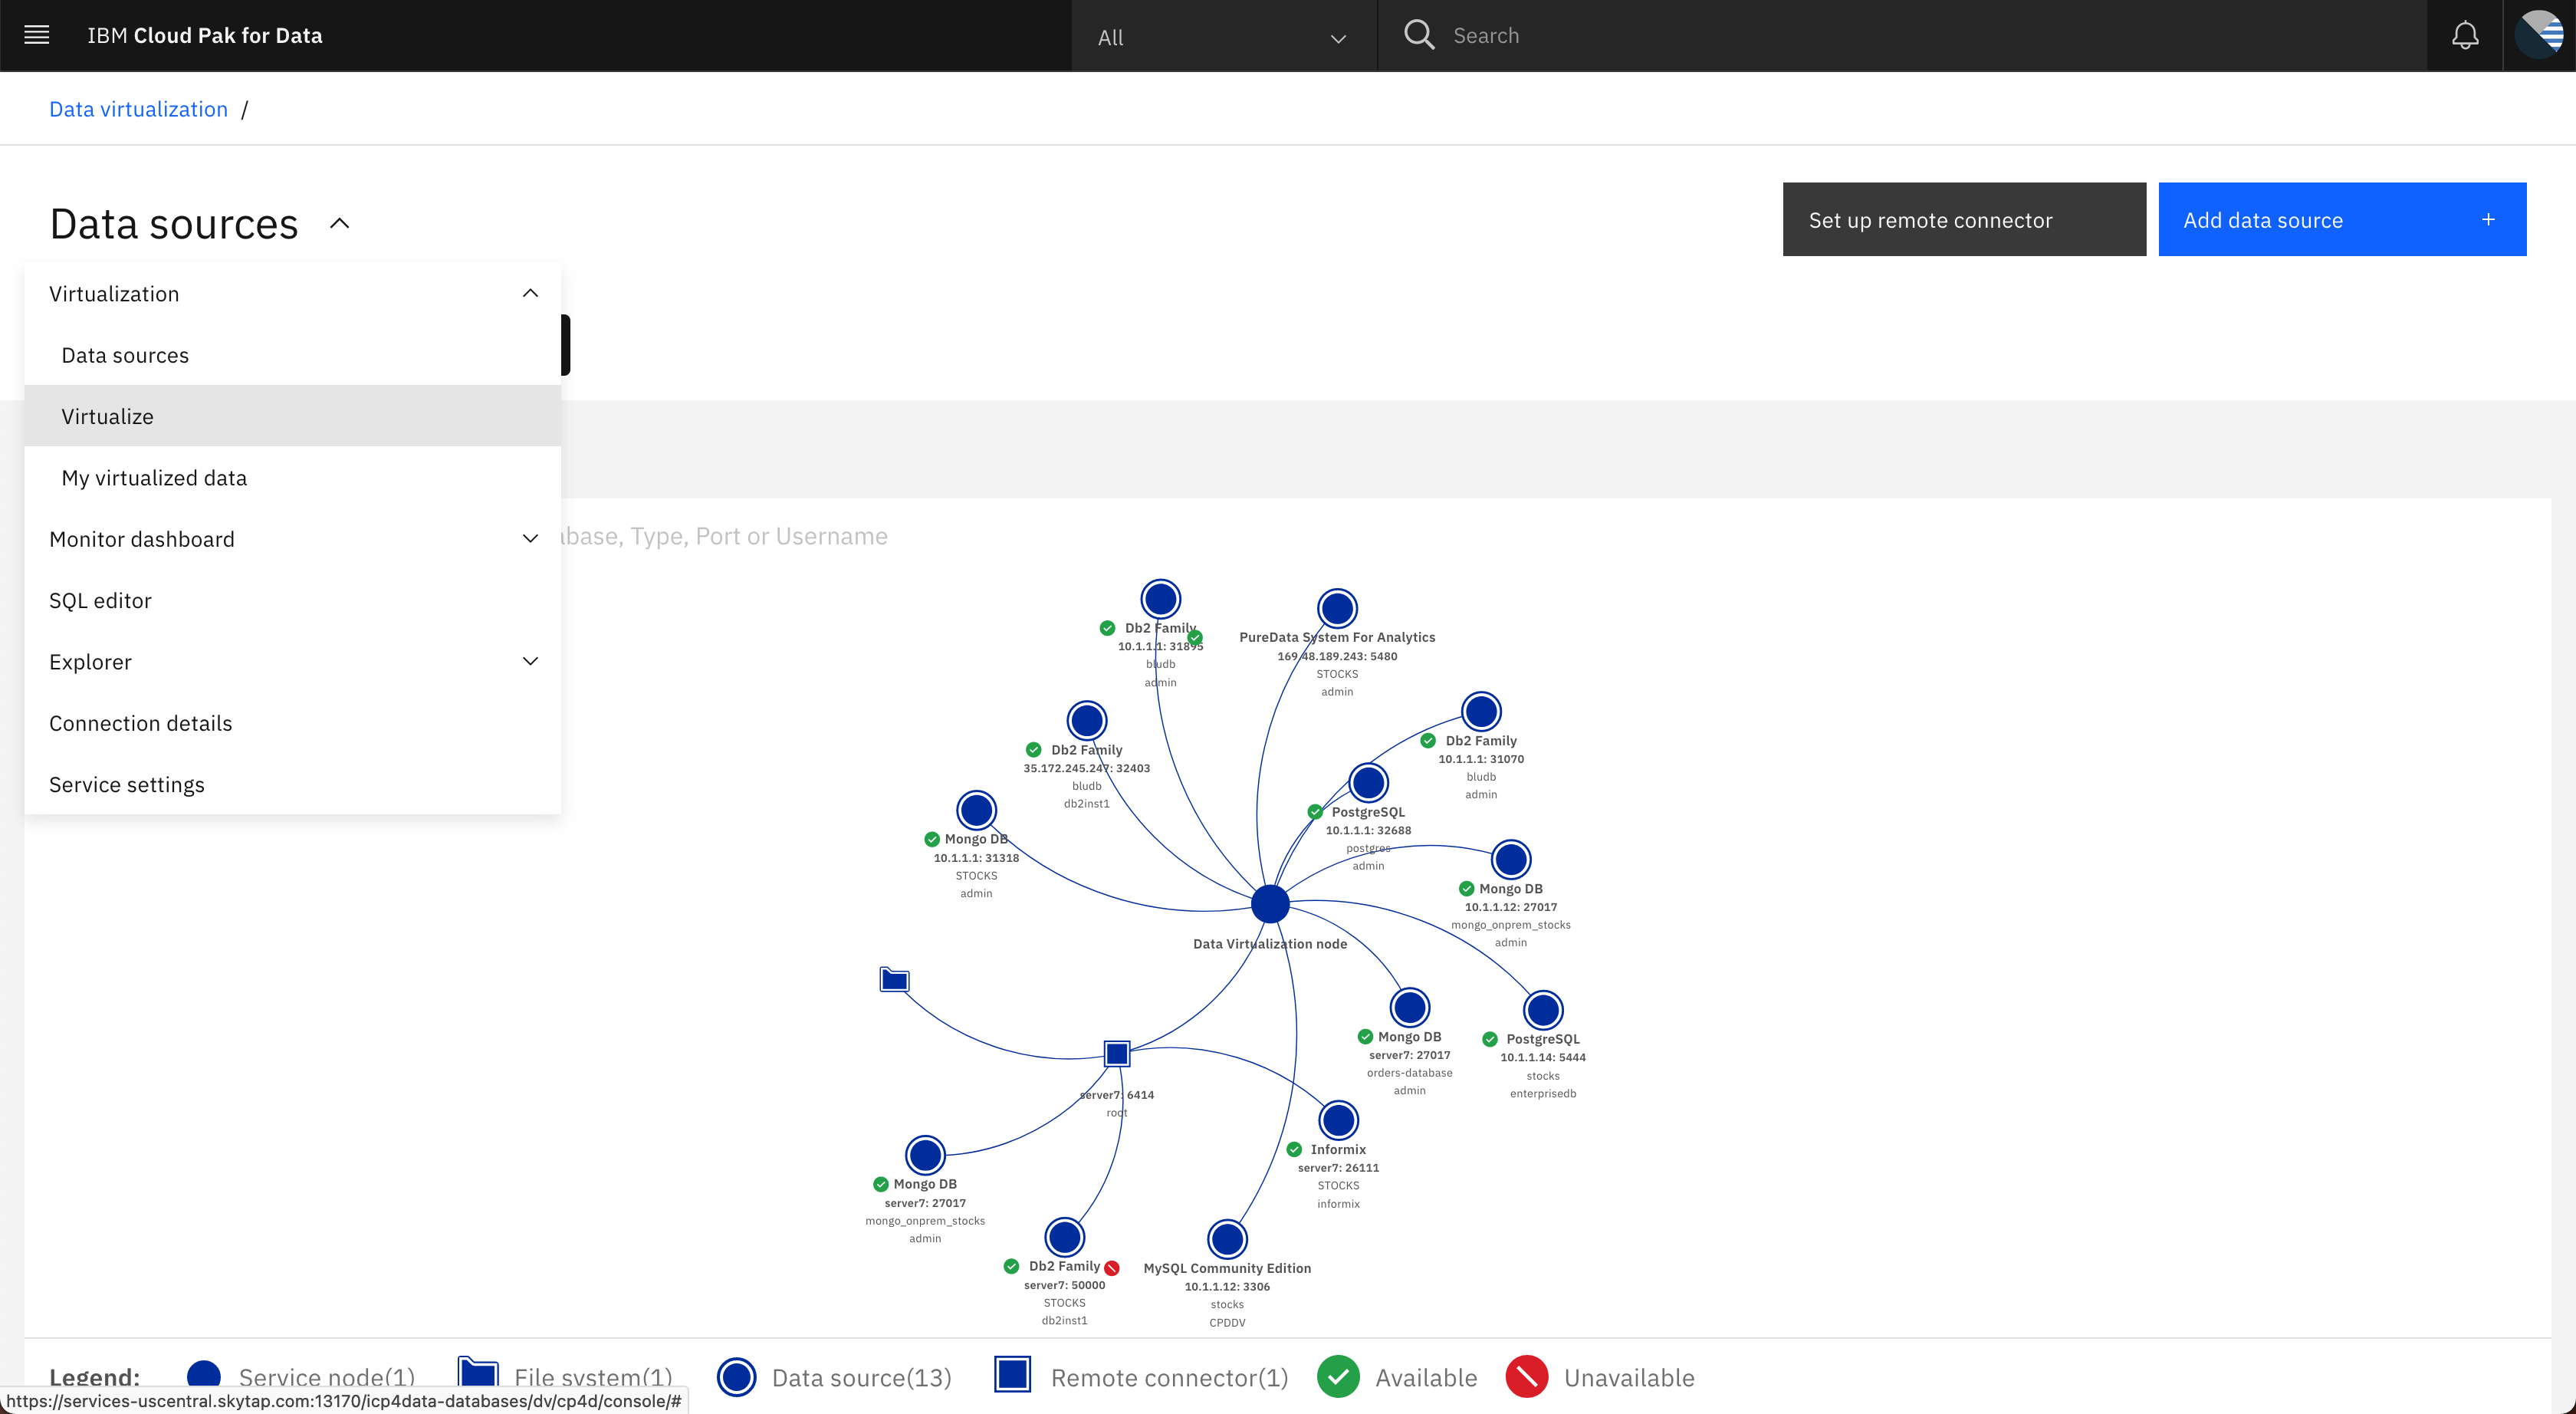 IBM Cloud Pak for Data
All
Search
Data virtualization /
Data sources
Set up remote connector
Add data source +
Virtualization
Data sources
Virtualize
My virtualized data
Monitor dashboard
SQL editor
Explorer
Connection details
Service settings
base, Type, Port or Username
Db2 Family
10.1.1.1: 31895
bludb
admin
PureData System For Analytics
169.48.189.243: 5480
STOCKS
admin
Db2 Family
35.172.245.247: 32403
bludb
db2inst1
Db2 Family
10.1.1.1: 31070
bludb
admin
PostgreSQL
10.1.1.1: 32688
postgres
admin
Mongo DB
10.1.1.1: 31318
STOCKS
admin
Mongo DB
10.1.1.12: 27017
mongo_onprem_stocks
admin
Data Virtualization node
Mongo DB
server7: 27017
orders-database
admin
PostgreSQL
10.1.1.14: 5444
stocks
enterprisedb
server7: 6414
root
Informix
server7: 26111
STOCKS
informix
Mongo DB
server7: 27017
mongo_onprem_stocks
admin
Db2 Family
server7: 50000
STOCKS
db2inst1
MySQL Community Edition
10.1.1.12: 3306
stocks
CPDDV
Legend: Service node(1) File system(1) Data source(13) Remote connector(1) Available Unavailable
https://services-uscentral.skytap.com:13170/icp4data-databases/dv/cp4d/console/#